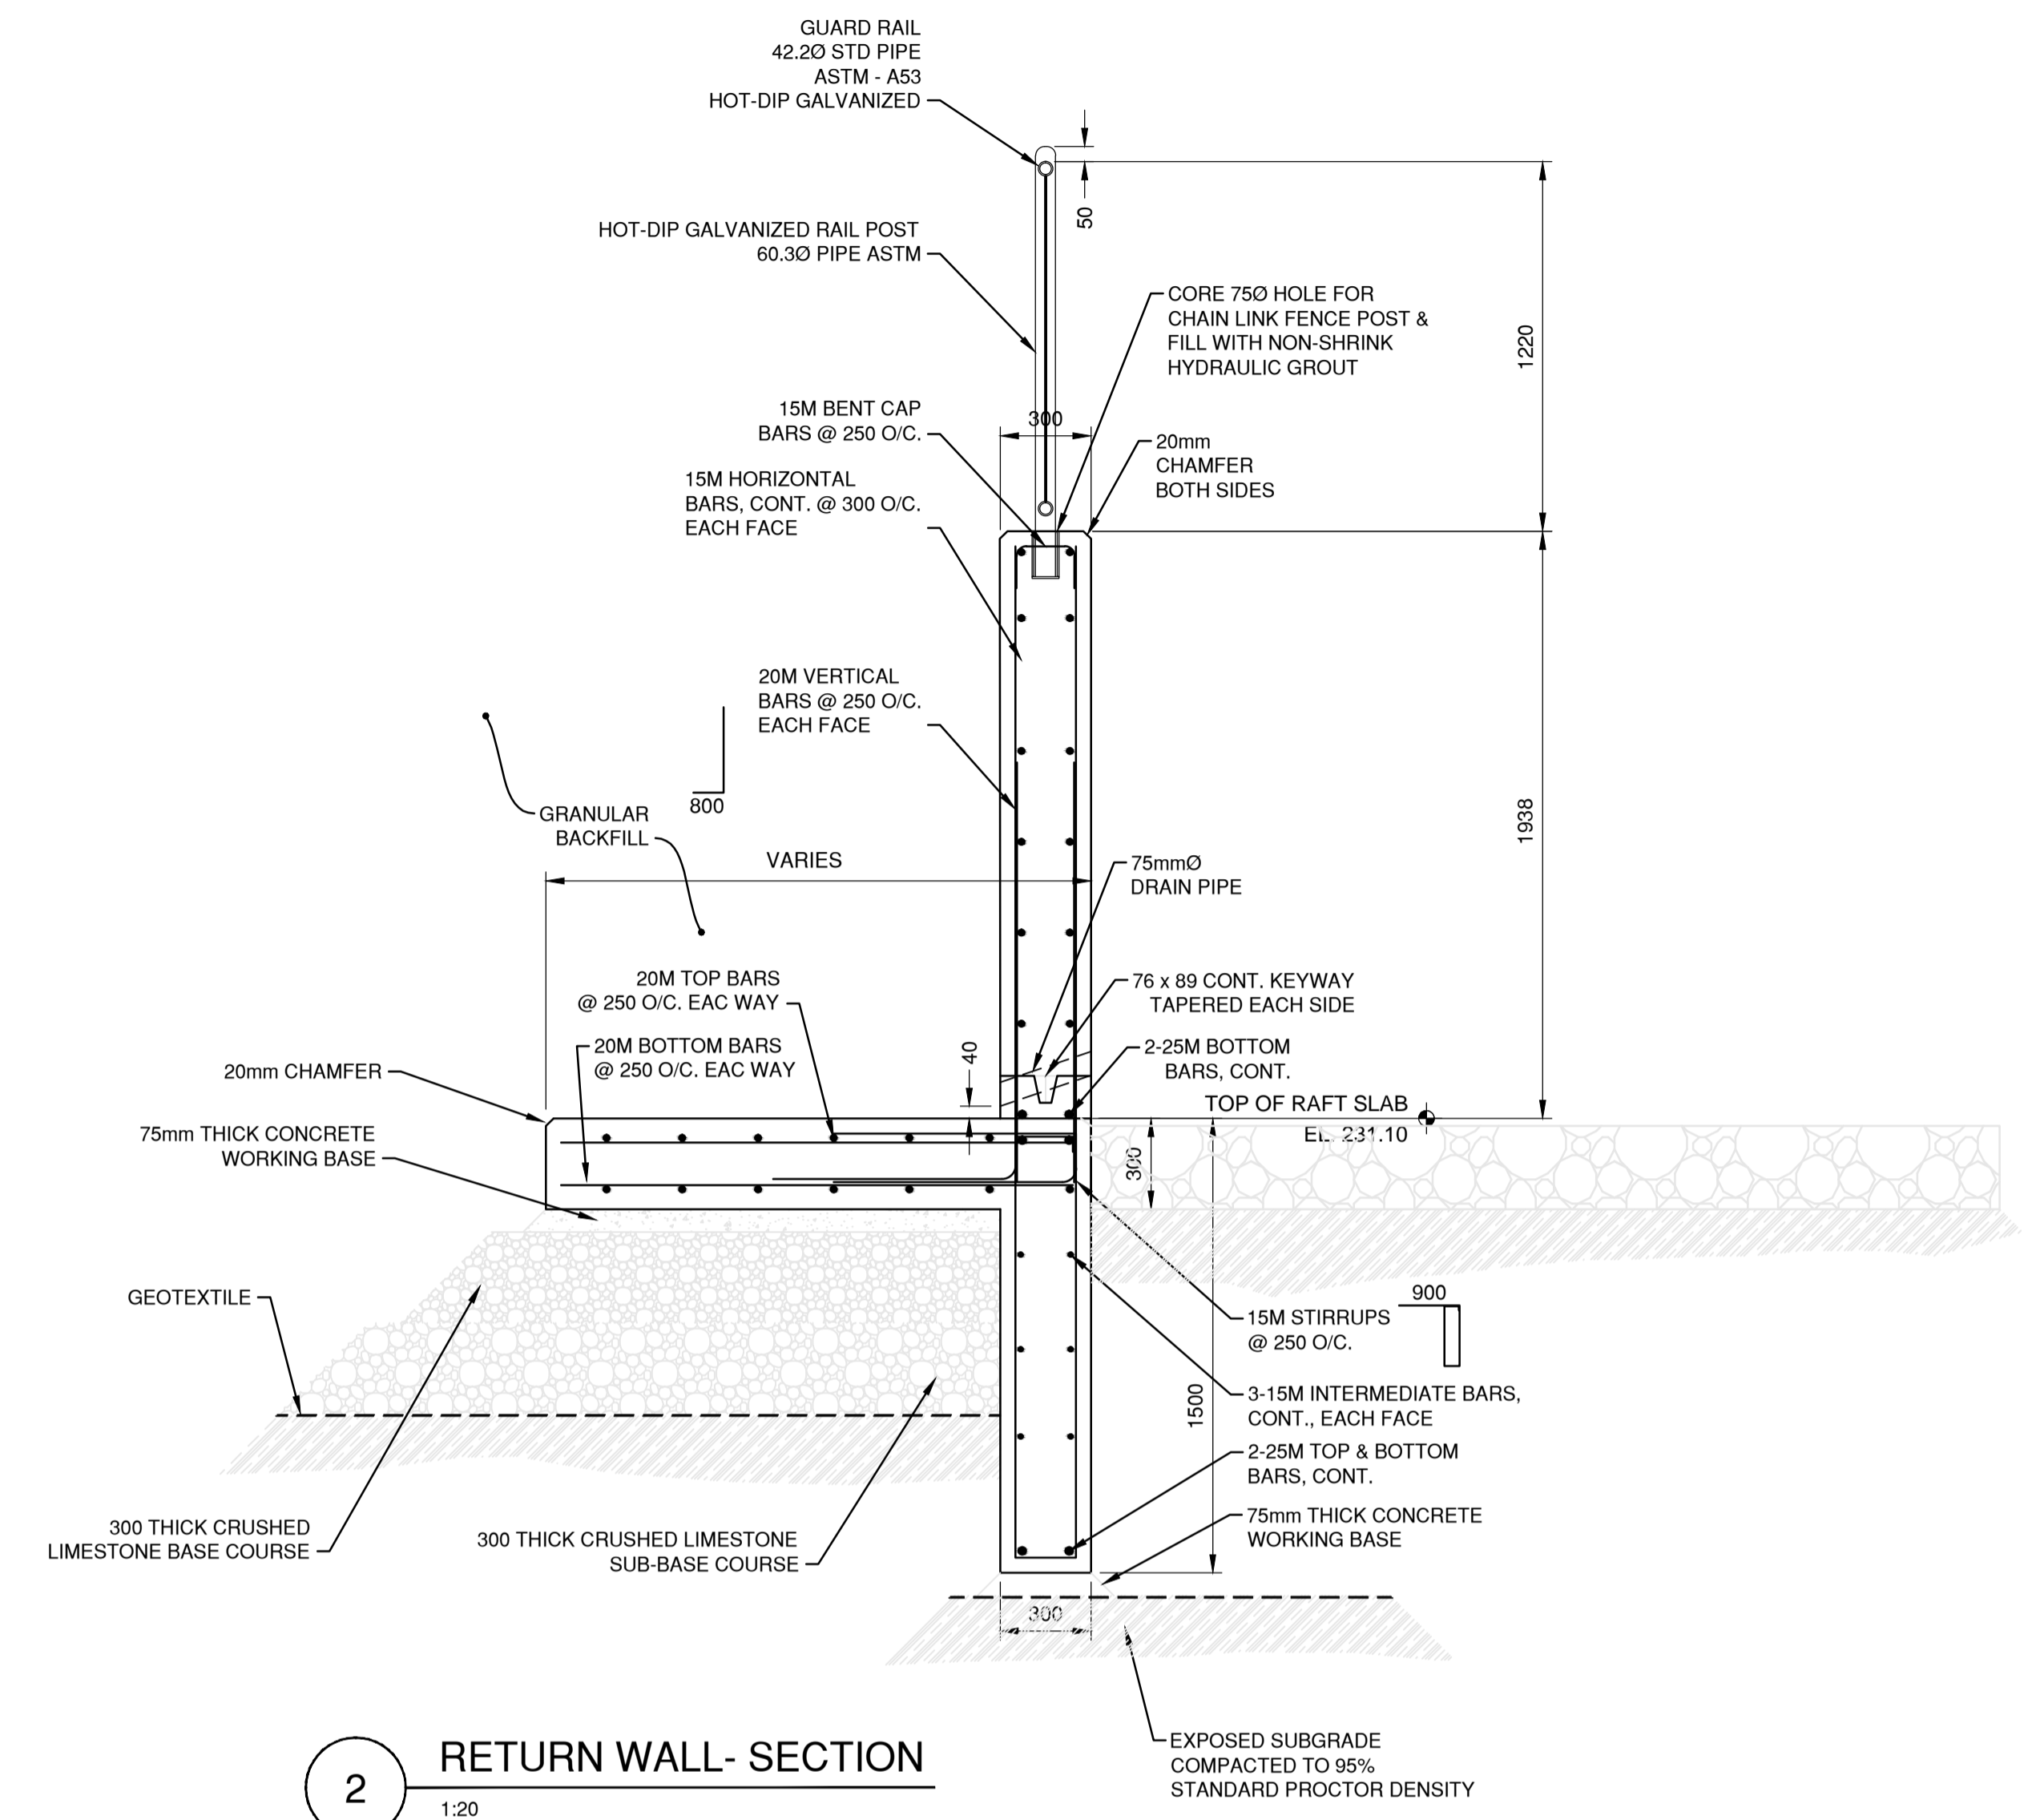 GUARD RAIL
42.2Ø STD PIPE
ASTM - A53
HOT-DIP GALVANIZED
50
HOT-DIP GALVANIZED RAIL POST
60.3Ø PIPE ASTM
CORE 75Ø HOLE FOR
CHAIN LINK FENCE POST &
FILL WITH NON-SHRINK
HYDRAULIC GROUT
1220
15M BENT CAP
BARS @ 250 O/C.
300
20mm
CHAMFER
BOTH SIDES
15M HORIZONTAL
BARS, CONT. @ 300 O/C.
EACH FACE
20M VERTICAL
BARS @ 250 O/C.
EACH FACE
800
GRANULAR
BACKFILL
1938
VARIES
75mmØ
DRAIN PIPE
20M TOP BARS
@ 250 O/C. EAC WAY
76 x 89 CONT. KEYWAY
TAPERED EACH SIDE
20M BOTTOM BARS
@ 250 O/C. EAC WAY
40
2-25M BOTTOM
BARS, CONT.
20mm CHAMFER
TOP OF RAFT SLAB
EL. 231.10
75mm THICK CONCRETE
WORKING BASE
300
GEOTEXTILE
900
15M STIRRUPS
@ 250 O/C.
1500
3-15M INTERMEDIATE BARS,
CONT., EACH FACE
2-25M TOP & BOTTOM
BARS, CONT.
300 THICK CRUSHED
LIMESTONE BASE COURSE
300 THICK CRUSHED LIMESTONE
SUB-BASE COURSE
75mm THICK CONCRETE
WORKING BASE
300
EXPOSED SUBGRADE
COMPACTED TO 95%
STANDARD PROCTOR DENSITY
2
RETURN WALL- SECTION
1:20